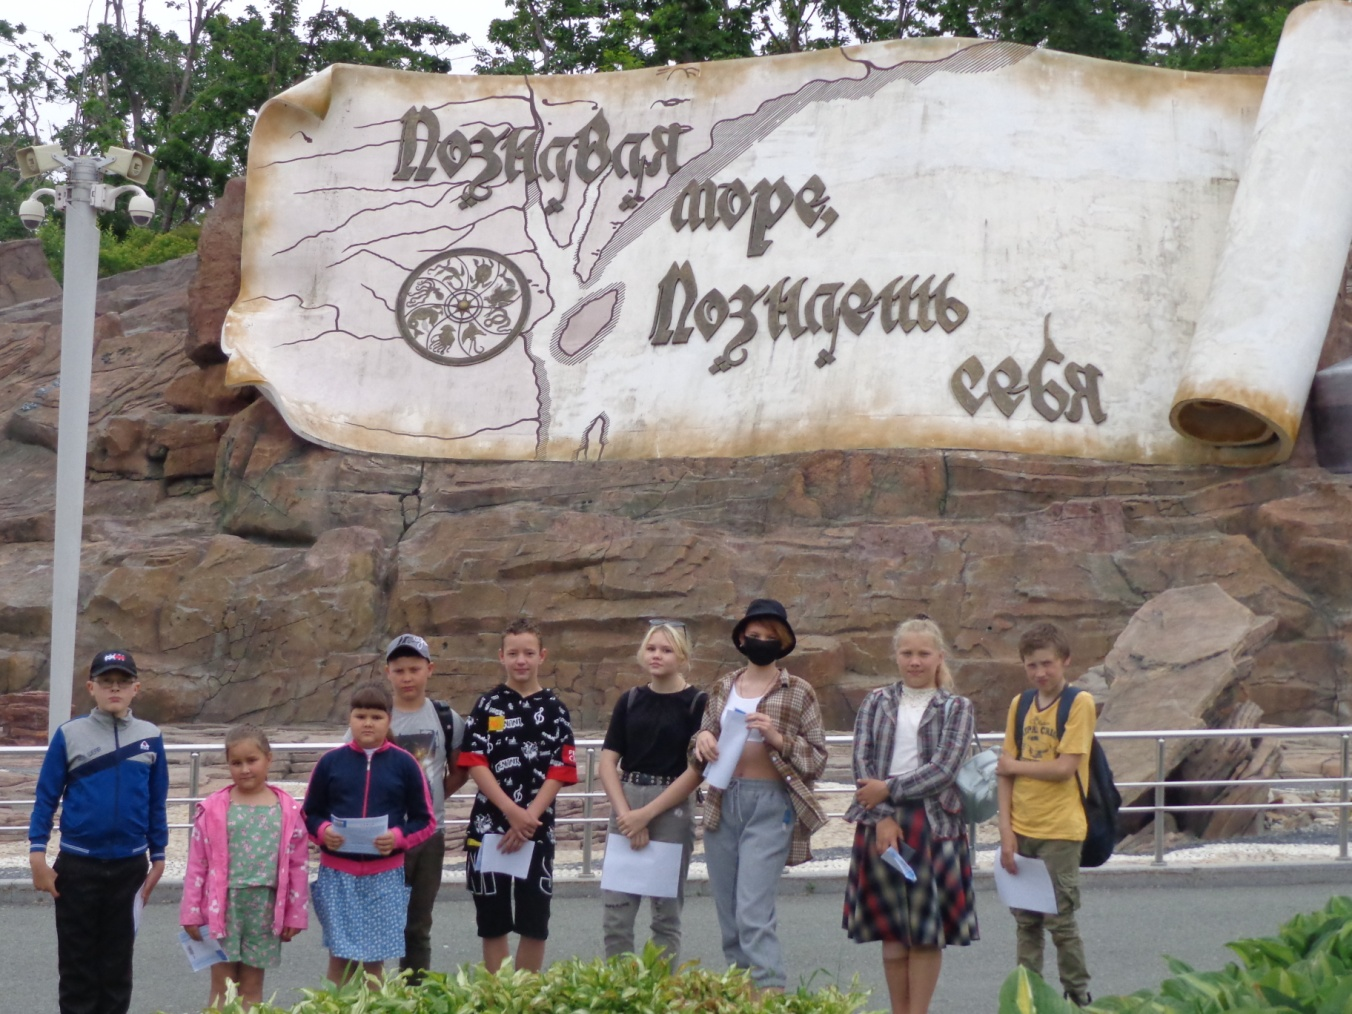 Познавая
море,
Познаешь
себя